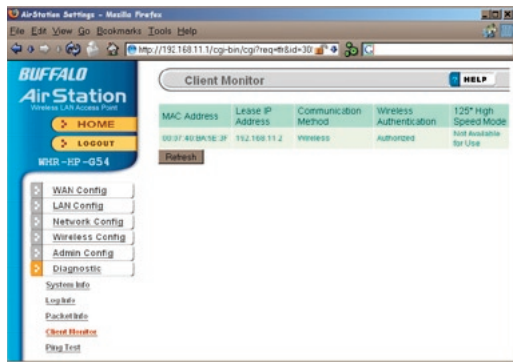 AirStation Settings - Mozilla Firefox
File Edit View Go Bookmarks Tools Help
BUFFALO
AirStation
Wireless LAN Access Point
HOME
LOGOUT
WHR-HP-G54
WAN Config
LAN Config
Network Config
Wireless Config
Admin Config
Diagnostic
System Info
Log Info
Packet Info
Client Monitor
Ping Test
Client Monitor
HELP
MAC Address Lease IP Address Communication Method Wireless Authentication 125* High Speed Mode
192.168.11.2 Wireless Authorized Not Available for Use
Refresh